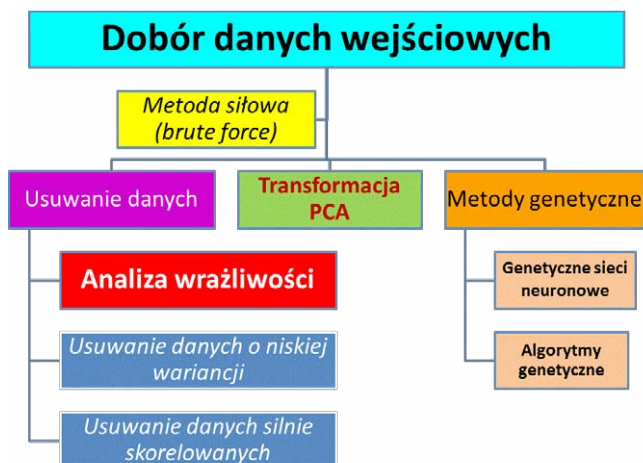 Dobór danych wejściowych
Metoda siłowa
(brute force)
Usuwanie danych
Transformacja
PCA
Metody genetyczne
Analiza wrażliwości
Usuwanie danych o niskiej
wariancji
Usuwanie danych silnie
skorelowanych
Genetyczne sieci
neuronowe
Algorytmy
genetyczne